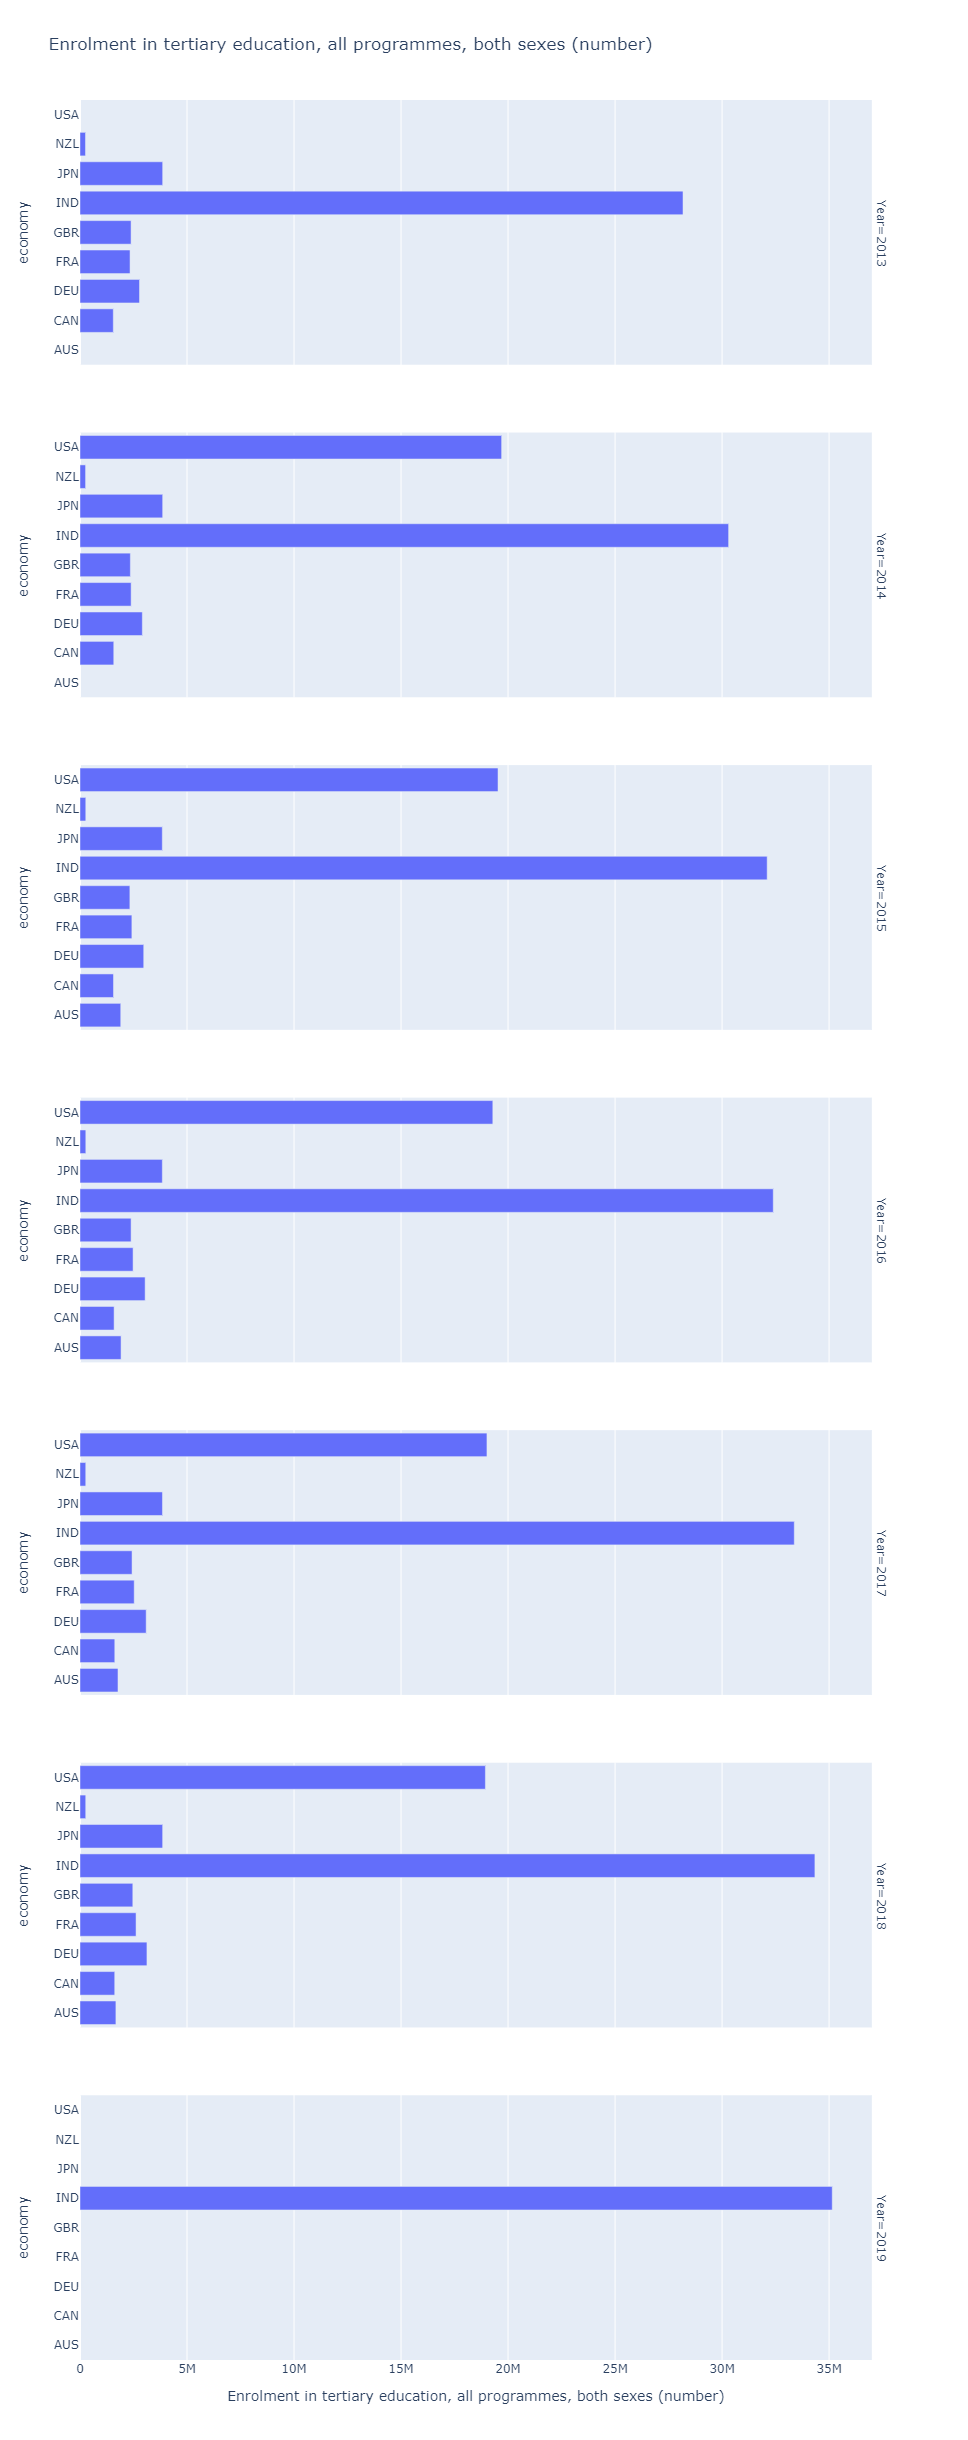 Enrolment in tertiary education, all programmes, both sexes (number)
USA
NZL
JPN
IND
GBR
FRA
DEU
CAN
AUS
economy
Year=2013
USA
NZL
JPN
IND
GBR
FRA
DEU
CAN
AUS
economy
Year=2014
USA
NZL
JPN
IND
GBR
FRA
DEU
CAN
AUS
economy
Year=2015
USA
NZL
JPN
IND
GBR
FRA
DEU
CAN
AUS
economy
Year=2016
USA
NZL
JPN
IND
GBR
FRA
DEU
CAN
AUS
economy
Year=2017
USA
NZL
JPN
IND
GBR
FRA
DEU
CAN
AUS
economy
Year=2018
USA
NZL
JPN
IND
GBR
FRA
DEU
CAN
AUS
economy
Year=2019
0 5M 10M 15M 20M 25M 30M 35M
Enrolment in tertiary education, all programmes, both sexes (number)